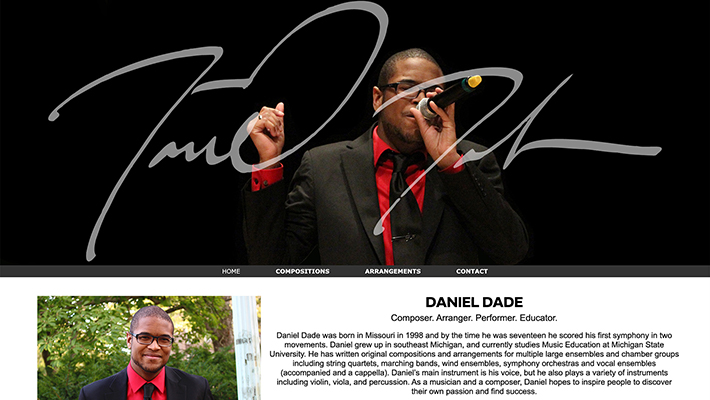 HOME COMPOSITIONS ARRANGEMENTS CONTACT
DANIEL DADE
Composer. Arranger. Performer. Educator.
Daniel Dade was born in Missouri in 1998 and by the time he was seventeen he scored his first symphony in two
movements. Daniel grew up in southeast Michigan, and currently studies Music Education at Michigan State
University. He has written original compositions and arrangements for multiple large ensembles and chamber groups
including string quartets, marching bands, wind ensembles, symphony orchestras and vocal ensembles
(accompanied and a cappella). Daniel's main instrument is his voice, but he also plays a variety of instruments
including violin, viola, and percussion. As a musician and a composer, Daniel hopes to inspire people to discover
their own passion and find success.